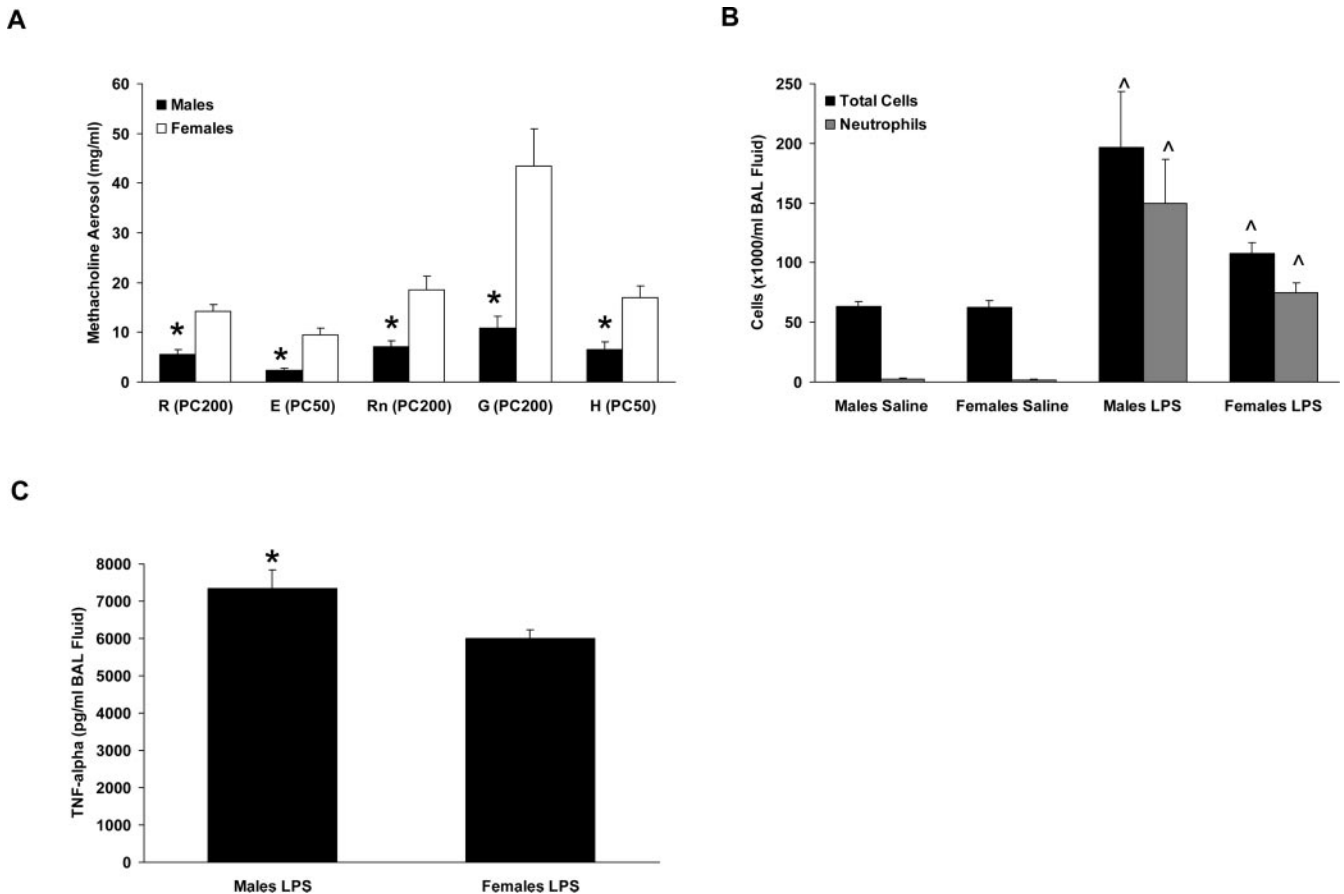 A
Methacholine Aerosol (mg/ml)
60
50
40
30
20
10
0
Males
Females
*
*
*
*
*
R (PC200) E (PC50) Rn (PC200) G (PC200) H (PC50)
B
Cells (x1000/ml BAL Fluid)
250
200
150
100
50
0
Total Cells
Neutrophils
^
^
^
^
Males Saline Females Saline Males LPS Females LPS
C
TNF-alpha (pg/ml BAL Fluid)
8000
7000
6000
5000
4000
3000
2000
1000
0
*
Males LPS Females LPS